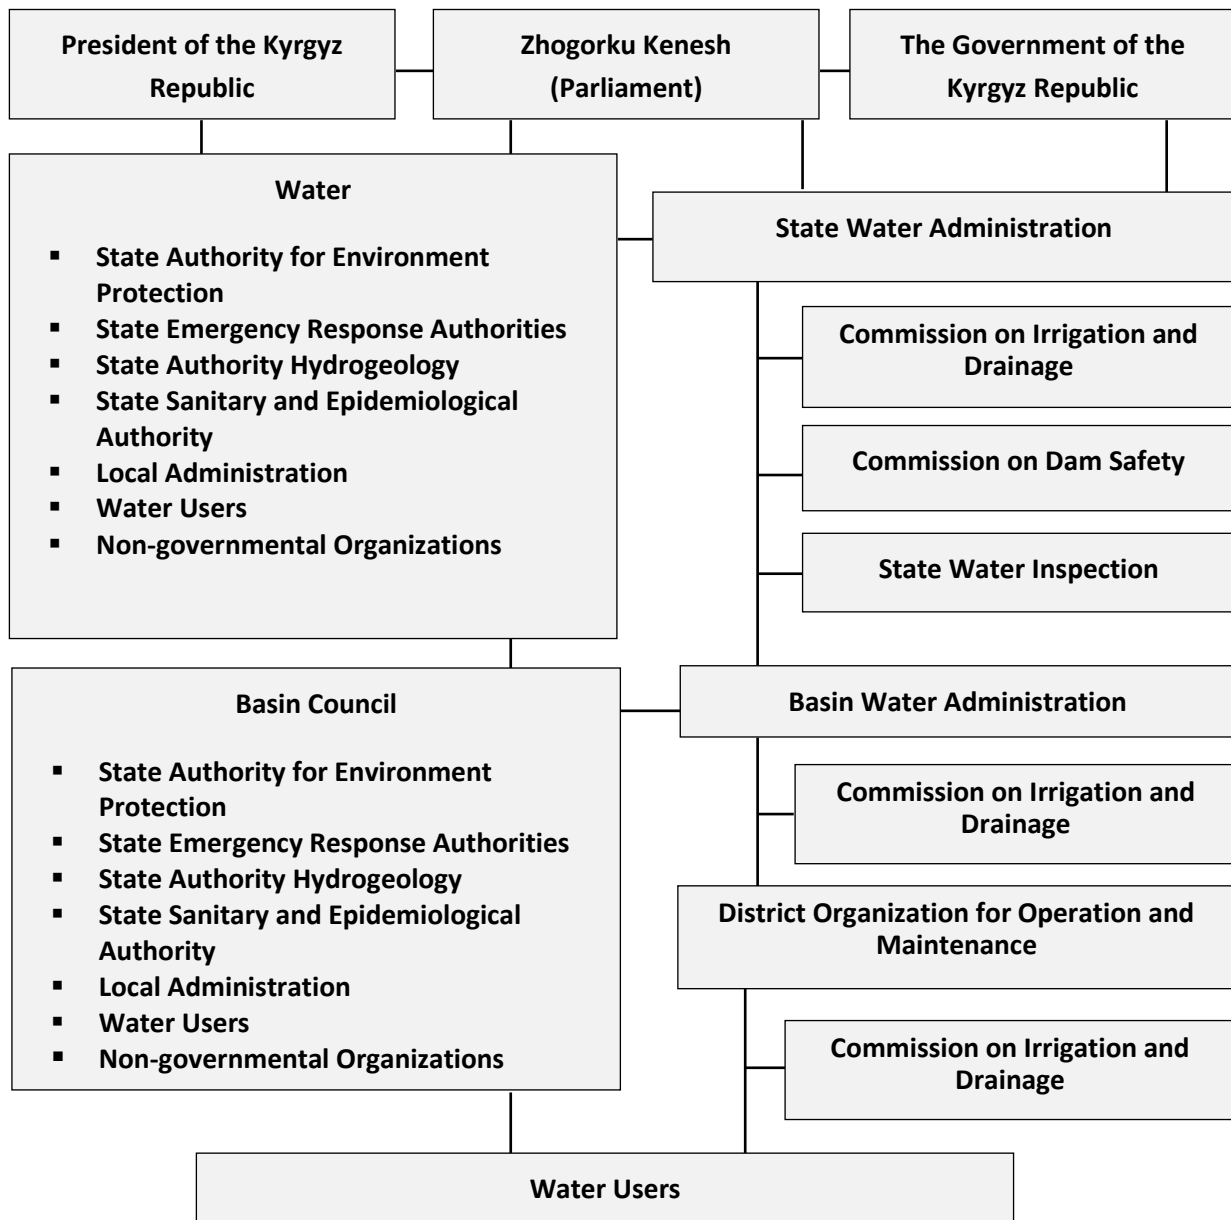 President of the Kyrgyz
Republic
Zhogorku Kenesh
(Parliament)
The Government of the
Kyrgyz Republic
Water
▪ State Authority for Environment
Protection
▪ State Emergency Response Authorities
▪ State Authority Hydrogeology
▪ State Sanitary and Epidemiological
Authority
▪ Local Administration
▪ Water Users
▪ Non-governmental Organizations
State Water Administration
Commission on Irrigation and
Drainage
Commission on Dam Safety
State Water Inspection
Basin Council
▪ State Authority for Environment
Protection
▪ State Emergency Response Authorities
▪ State Authority Hydrogeology
▪ State Sanitary and Epidemiological
Authority
▪ Local Administration
▪ Water Users
▪ Non-governmental Organizations
Basin Water Administration
Commission on Irrigation and
Drainage
District Organization for Operation and
Maintenance
Commission on Irrigation and
Drainage
Water Users